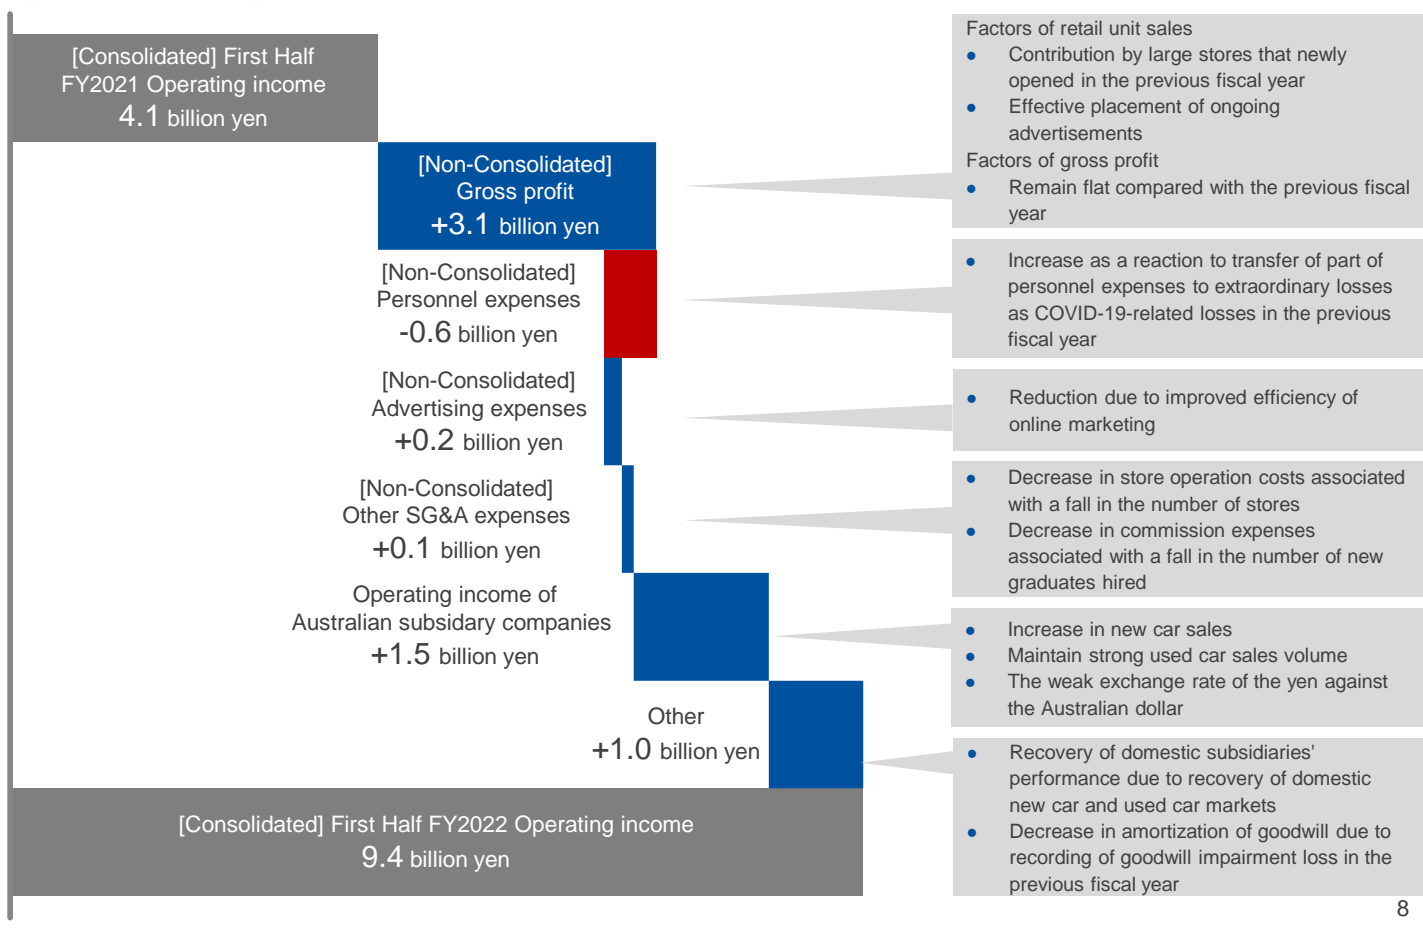 [Consolidated] First Half
FY2021 Operating income
4.1 billion yen
[Non-Consolidated]
Gross profit
+3.1 billion yen
[Non-Consolidated]
Personnel expenses
-0.6 billion yen
[Non-Consolidated]
Advertising expenses
+0.2 billion yen
[Non-Consolidated]
Other SG&A expenses
+0.1 billion yen
Operating income of
Australian subsidary companies
+1.5 billion yen
Other
+1.0 billion yen
[Consolidated] First Half FY2022 Operating income
9.4 billion yen
Factors of retail unit sales
● Contribution by large stores that newly
opened in the previous fiscal year
● Effective placement of ongoing
advertisements
Factors of gross profit
● Remain flat compared with the previous fiscal
year
● Increase as a reaction to transfer of part of
personnel expenses to extraordinary losses
as COVID-19-related losses in the previous
fiscal year
● Reduction due to improved efficiency of
online marketing
● Decrease in store operation costs associated
with a fall in the number of stores
● Decrease in commission expenses
associated with a fall in the number of new
graduates hired
● Increase in new car sales
● Maintain strong used car sales volume
● The weak exchange rate of the yen against
the Australian dollar
● Recovery of domestic subsidiaries'
performance due to recovery of domestic
new car and used car markets
● Decrease in amortization of goodwill due to
recording of goodwill impairment loss in the
previous fiscal year
8